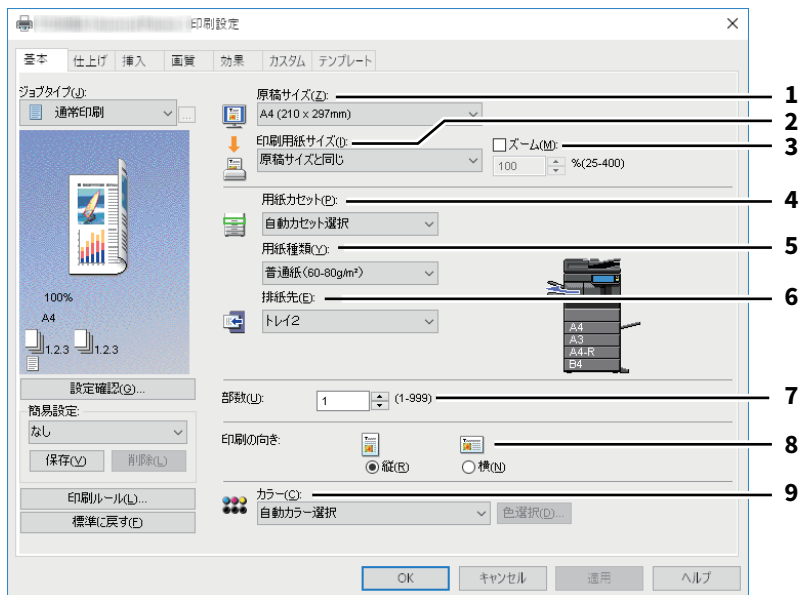 印刷設定
基本 仕上げ 挿入 画質 効果 カスタム テンプレート
ジョブタイプ(J):
通常印刷
...
100%
A4
1.2.3 1.2.3
設定確認(G)...
簡易設定:
なし
保存(V) 削除(L)
印刷ルール(L)...
標準に戻す(F)
原稿サイズ(Z):
1
A4 (210 x 297mm)
2
印刷用紙サイズ(I):
ズーム(M):
3
原稿サイズと同じ
100 %(25-400)
用紙カセット(P):
4
自動カセット選択
用紙種類(Y):
5
普通紙(60-80g/m²)
排紙先(E):
6
トレイ2
A4
A3
A4-R
B4
部数(U): 1 (1-999)
7
印刷の向き:
8
縦(R) 横(N)
カラー(C):
9
自動カラー選択 色選択(D)...
OK キャンセル 適用 ヘルプ